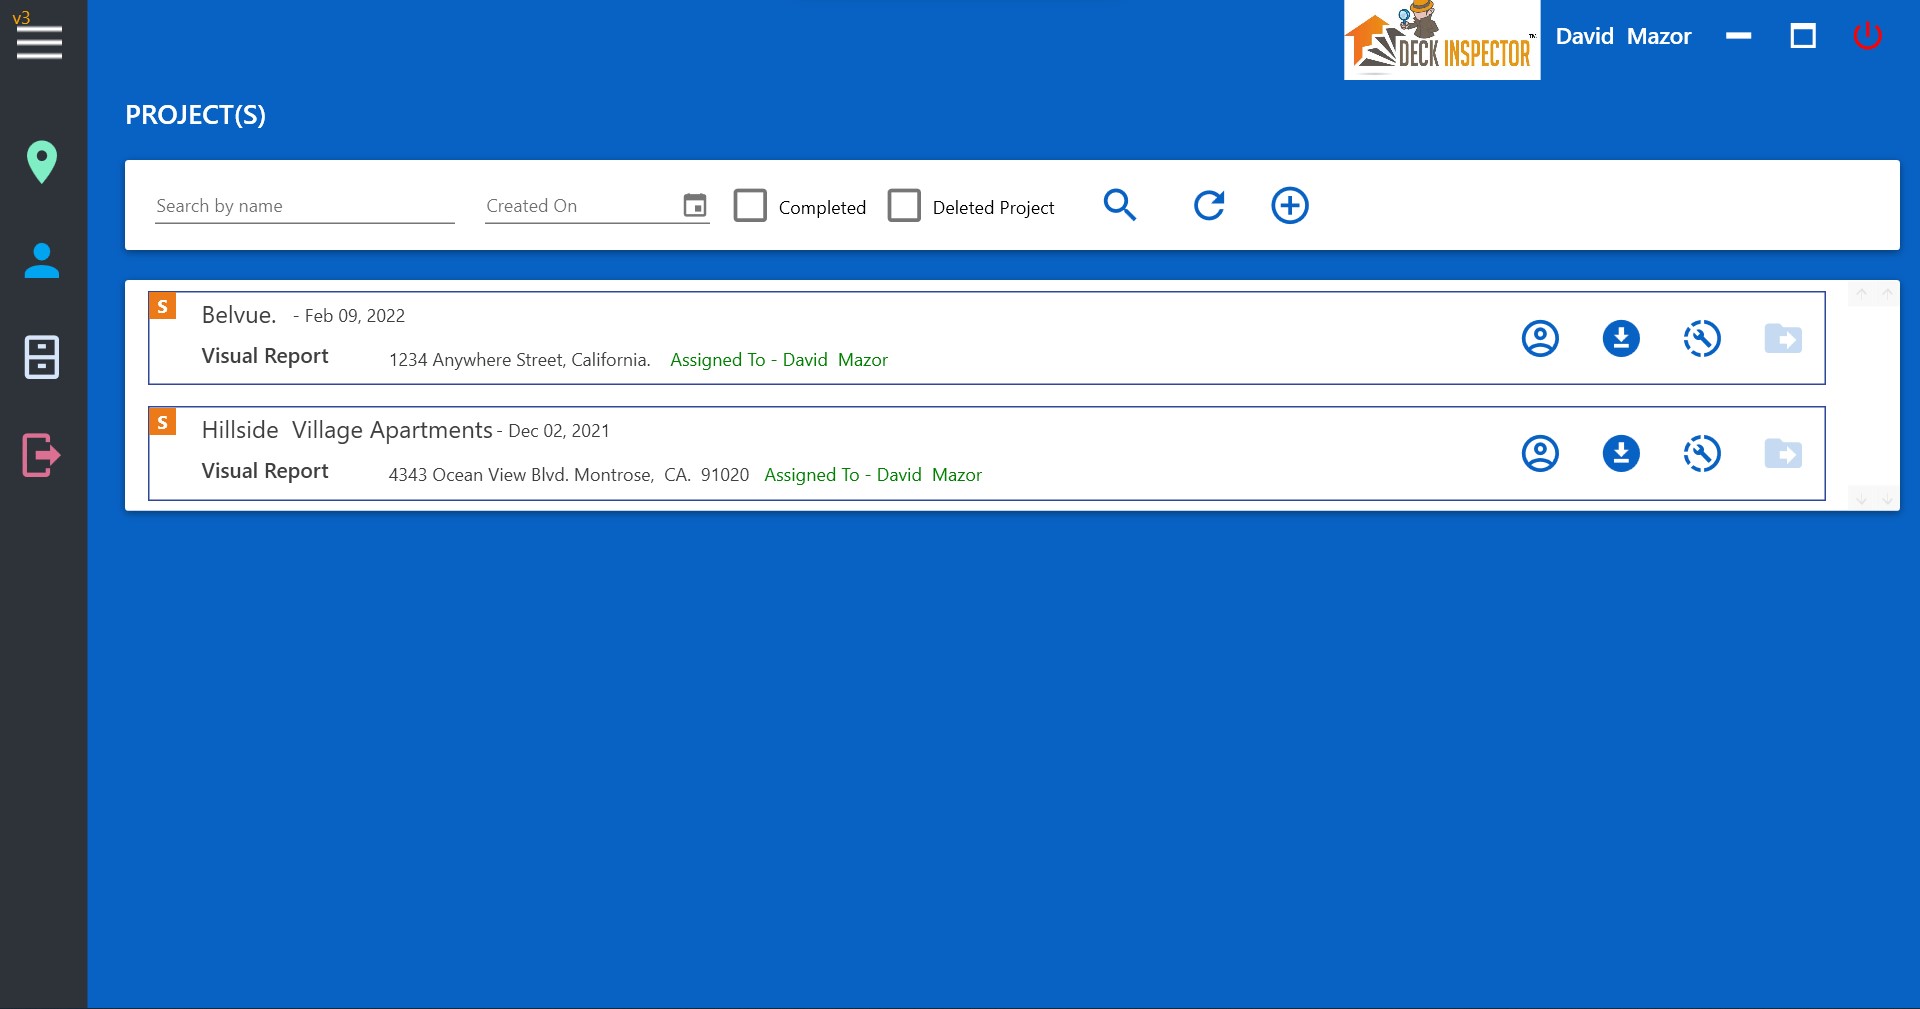 v3
DECK INSPECTOR™
David Mazor
PROJECT(S)
Search by name
Created On
Completed
Deleted Project
S
Belvue. - Feb 09, 2022
Visual Report 1234 Anywhere Street, California. Assigned To - David Mazor
S
Hillside Village Apartments - Dec 02, 2021
Visual Report 4343 Ocean View Blvd. Montrose, CA. 91020 Assigned To - David Mazor